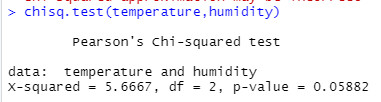 > chisq.test(temperature,humidity)
Pearson's Chi-squared test
data: temperature and humidity
X-squared = 5.6667, df = 2, p-value = 0.05882